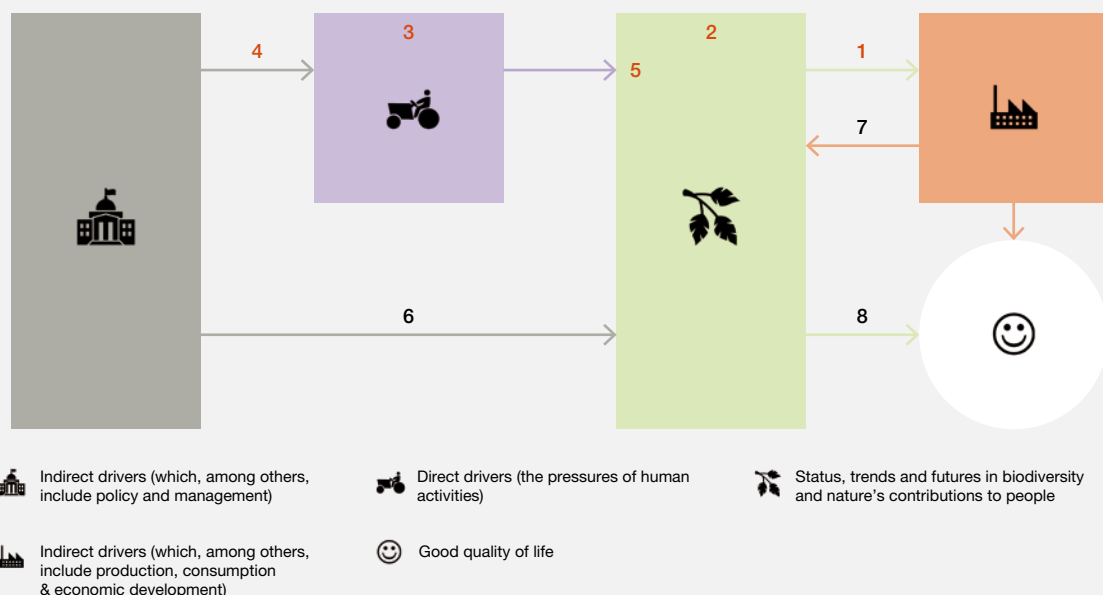 3
2
4
1
5
7
6
8
Indirect drivers (which, among others,
include policy and management)
Direct drivers (the pressures of human
activities)
Status, trends and futures in biodiversity
and nature's contributions to people
Indirect drivers (which, among others,
include production, consumption
& economic development)
Good quality of life